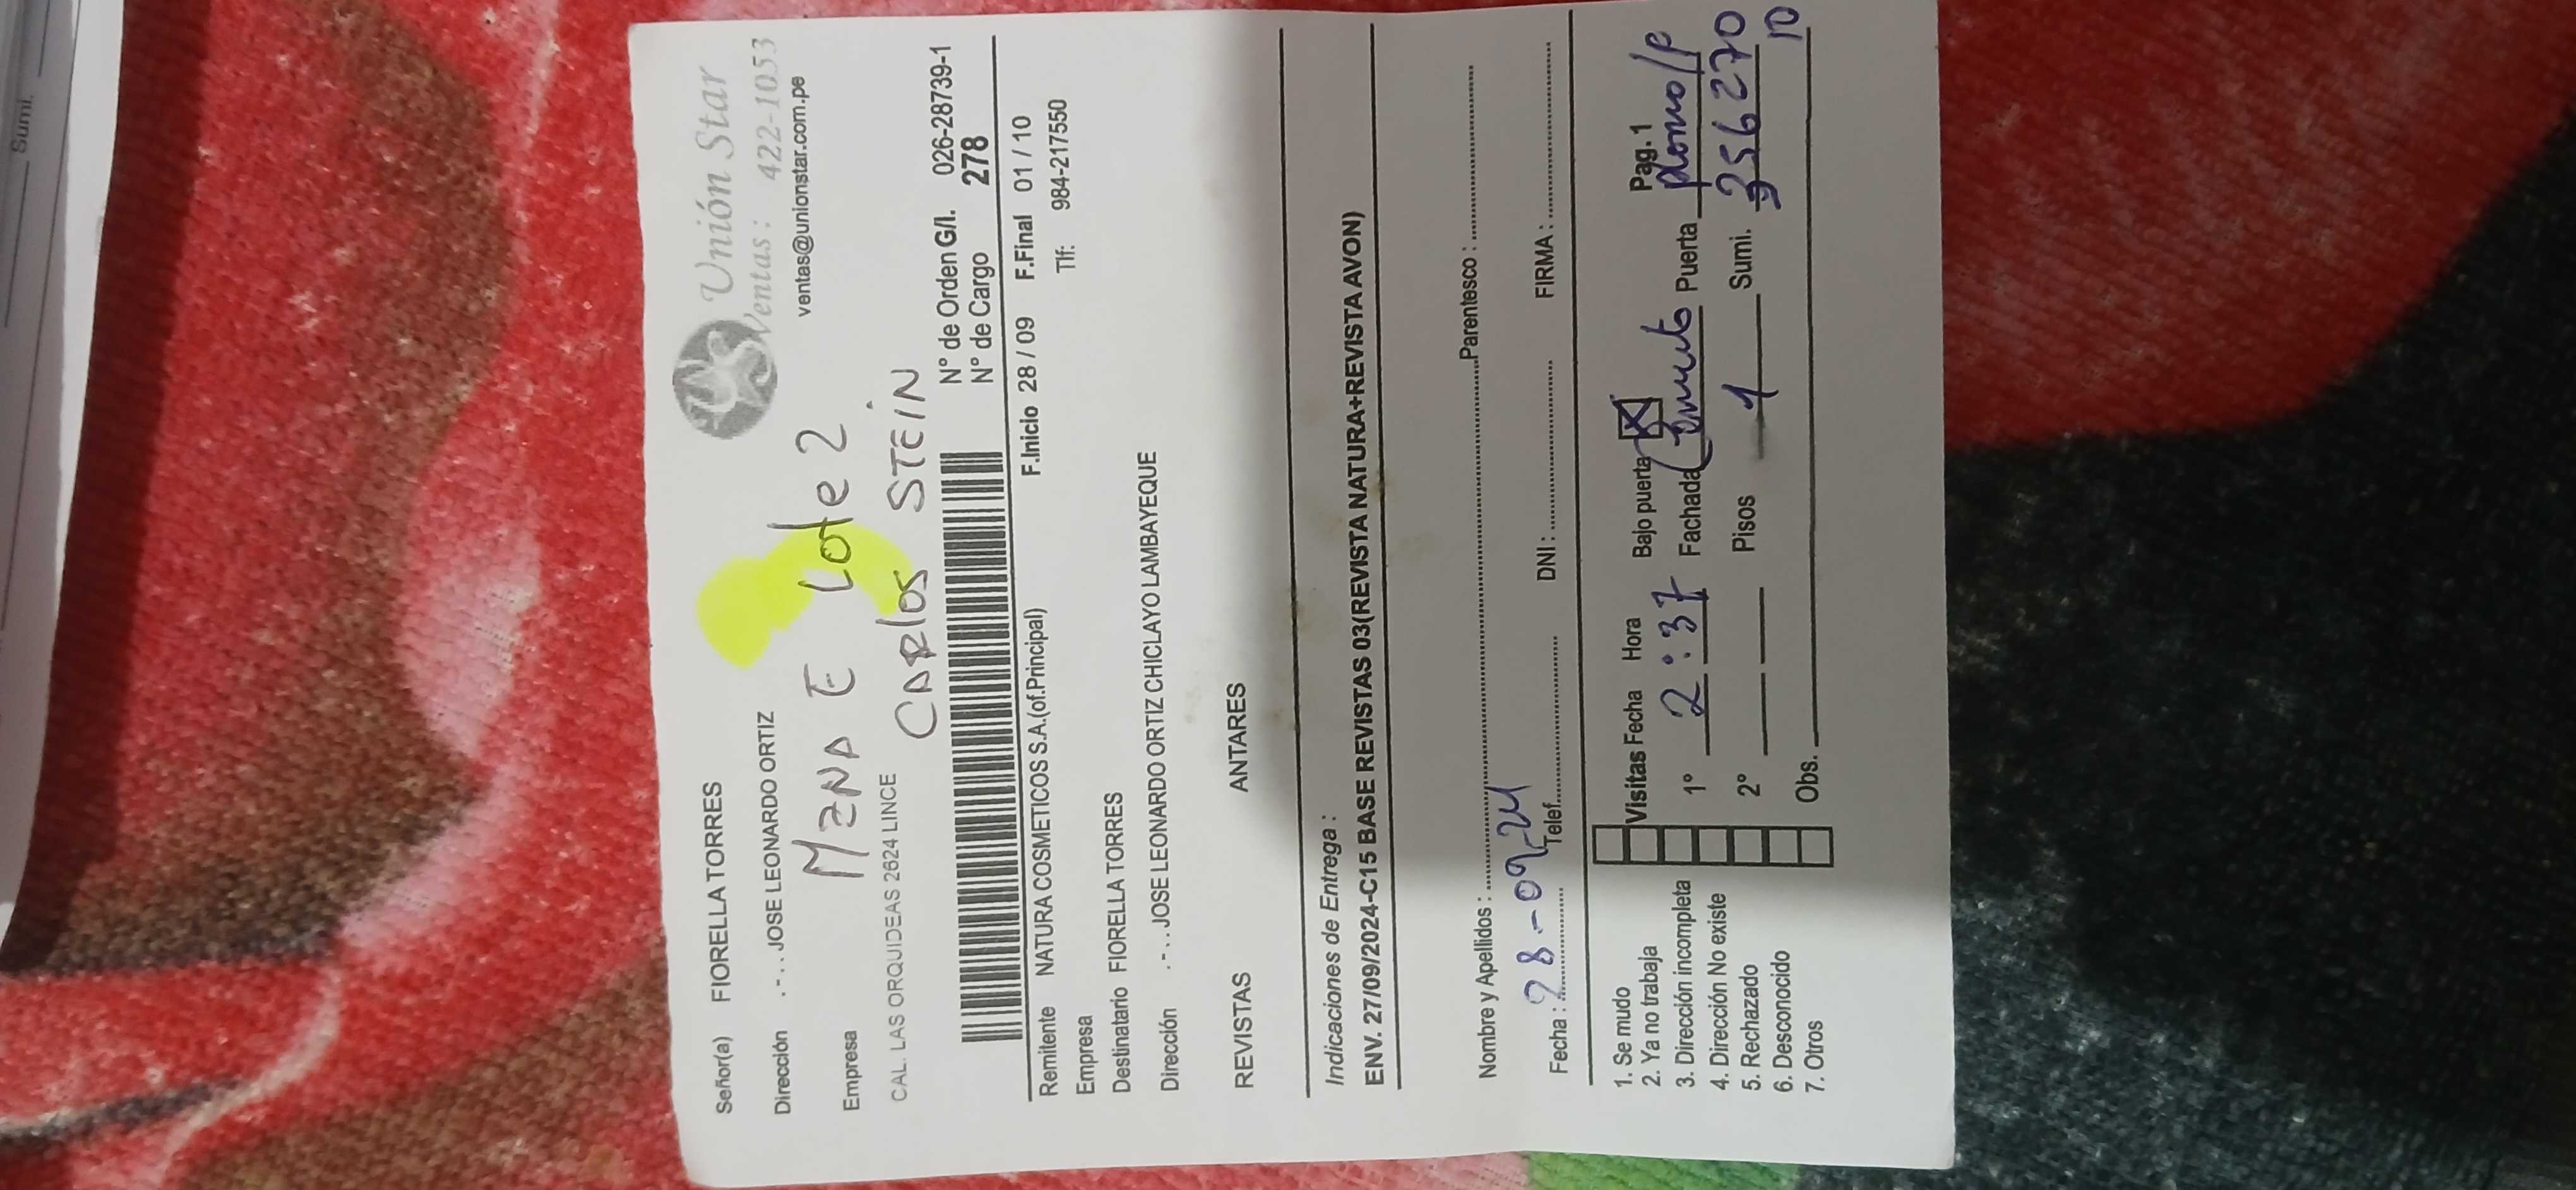 Sumi.
Unión Star
Ventas: 422-1053
ventas@unionstar.com.pe
Señor(a) FIORELLA TORRES
Dirección .-. . JOSE LEONARDO ORTIZ
MZNA E Lote 2
Empresa
CARlos STEIN
CAL. LAS ORQUIDEAS 2624 LINCE
N° de Orden G/I. 026-28739-1
N° de Cargo 278
F.Inicio 28 / 09 F.Final 01 / 10
Remitente NATURA COSMETICOS S.A.(of.Principal)
Tlf: 984-217550
Empresa
Destinatario FIORELLA TORRES
Dirección .-. . JOSE LEONARDO ORTIZ CHICLAYO LAMBAYEQUE
REVISTAS ANTARES
Indicaciones de Entrega :
ENV. 27/09/2024-C15 BASE REVISTAS 03(REVISTA NATURA+REVISTA AVON)
Nombre y Apellidos : Parentesco :
Fecha : 28-09-24 Telef. DNI : FIRMA :
1. Se mudo
2. Ya no trabaja
3. Dirección incompleta
4. Dirección No existe
5. Rechazado
6. Desconocido
7. Otros
Visitas Fecha Hora Bajo puerta X Pag.1
1° 2:37 Fachada Puerta plomo/p
2° Pisos 1 Sumi. 3256 2270
Obs. 10